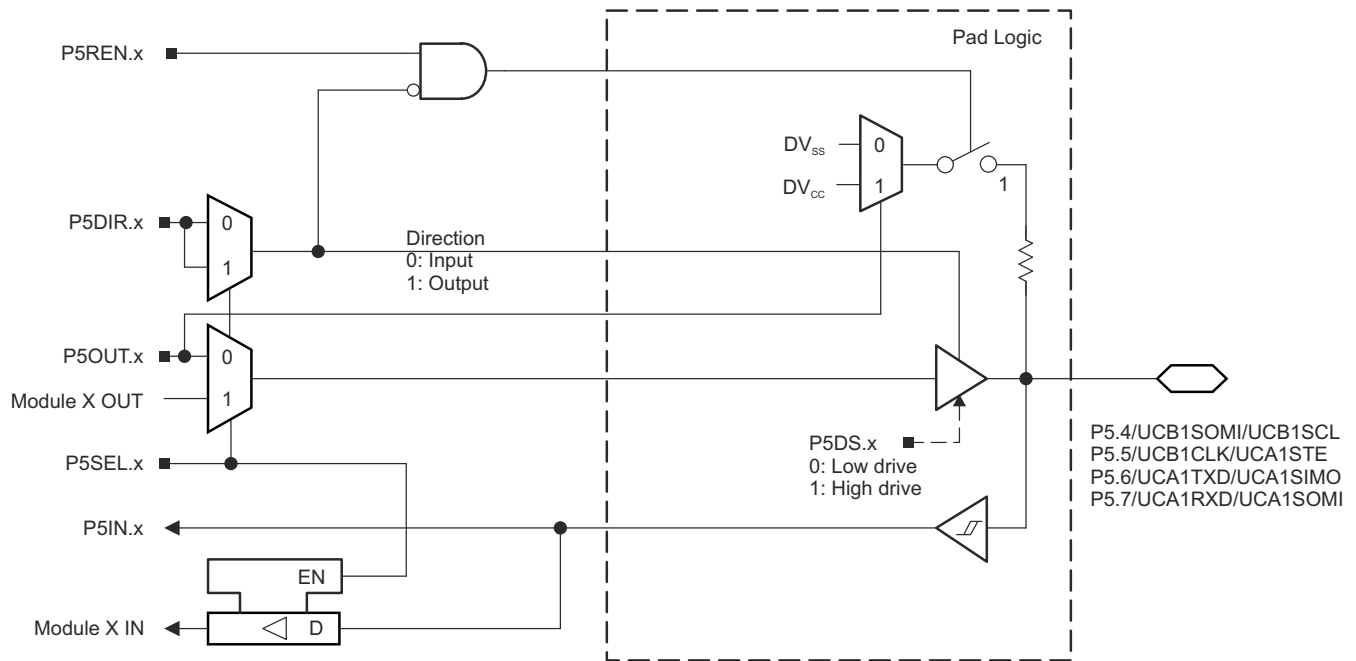 Pad Logic
P5REN.x
DVSS
0
DVCC
1
1
P5DIR.x
0
1
Direction
0: Input
1: Output
P5OUT.x
0
Module X OUT
1
P5DS.x
0: Low drive
1: High drive
P5SEL.x
P5.4/UCB1SOMI/UCB1SCL
P5.5/UCB1CLK/UCA1STE
P5.6/UCA1TXD/UCA1SIMO
P5.7/UCA1RXD/UCA1SOMI
P5IN.x
EN
Module X IN
D